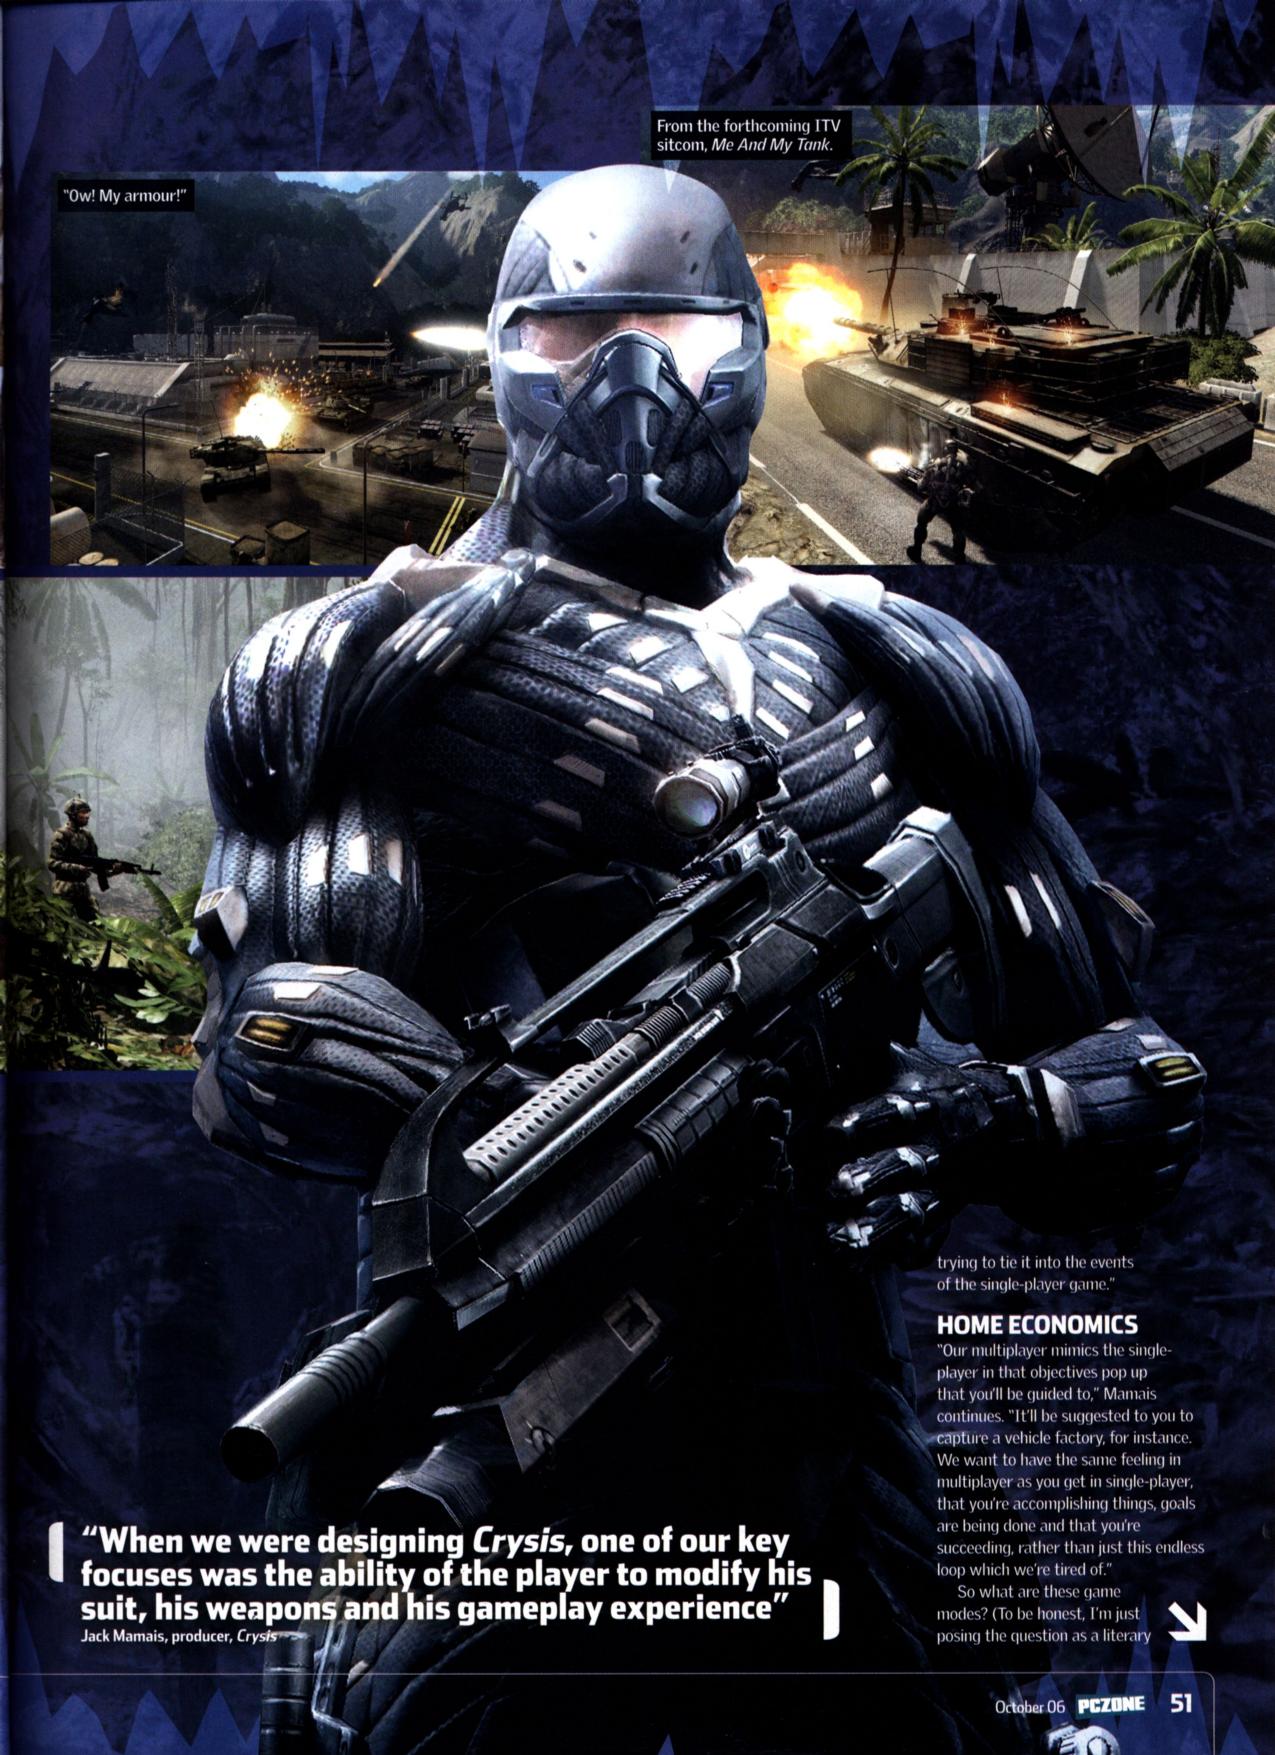 From the forthcoming ITV
sitcom, Me And My Tank.
"Ow! My armour!"
trying to tie it into the events
of the single-player game."
HOME ECONOMICS
"Our multiplayer mimics the single-
player in that objectives pop up
that you'll be guided to," Mamais
continues. "It'll be suggested to you to
capture a vehicle factory, for instance.
We want to have the same feeling in
multiplayer as you get in single-player,
that you're accomplishing things, goals
are being done and that you're
succeeding, rather than just this endless
loop which we're tired of."
So what are these game
modes? (To be honest, I'm just
posing the question as a literary
"When we were designing Crysis, one of our key
focuses was the ability of the player to modify his
suit, his weapons and his gameplay experience"
Jack Mamais, producer, Crysis
October 06 PCZONE 51